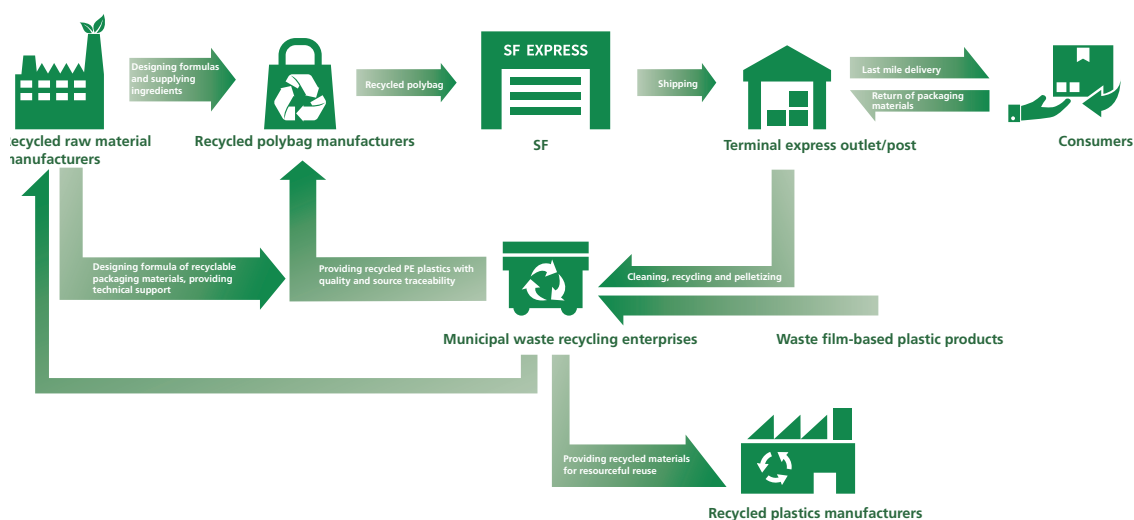 SF EXPRESS
Designing formulas
and supplying
ingredients
Recycled polybag
Shipping
Last mile delivery
Return of packaging
materials
ecycled raw material
anufacturers
Recycled polybag manufacturers
SF
Terminal express outlet/post
Consumers
Designing formula of recyclable
packaging materials, providing
technical support
Providing recycled PE plastics with
quality and source traceability
Cleaning, recycling and pelletizing
Municipal waste recycling enterprises
Waste film-based plastic products
Providing recycled materials
for resourceful reuse
Recycled plastics manufacturers